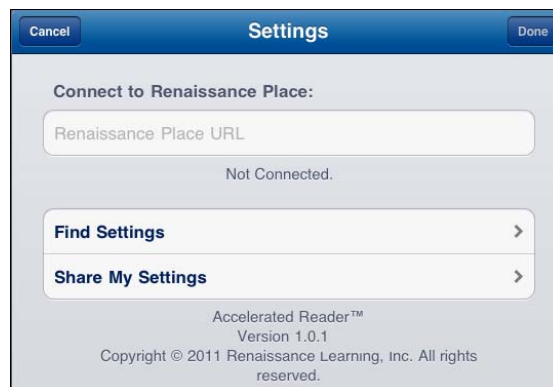 Cancel
Settings
Done
Connect to Renaissance Place:
Renaissance Place URL
Not Connected.
Find Settings
Share My Settings
Accelerated Reader™
Version 1.0.1
Copyright © 2011 Renaissance Learning, Inc. All rights
reserved.